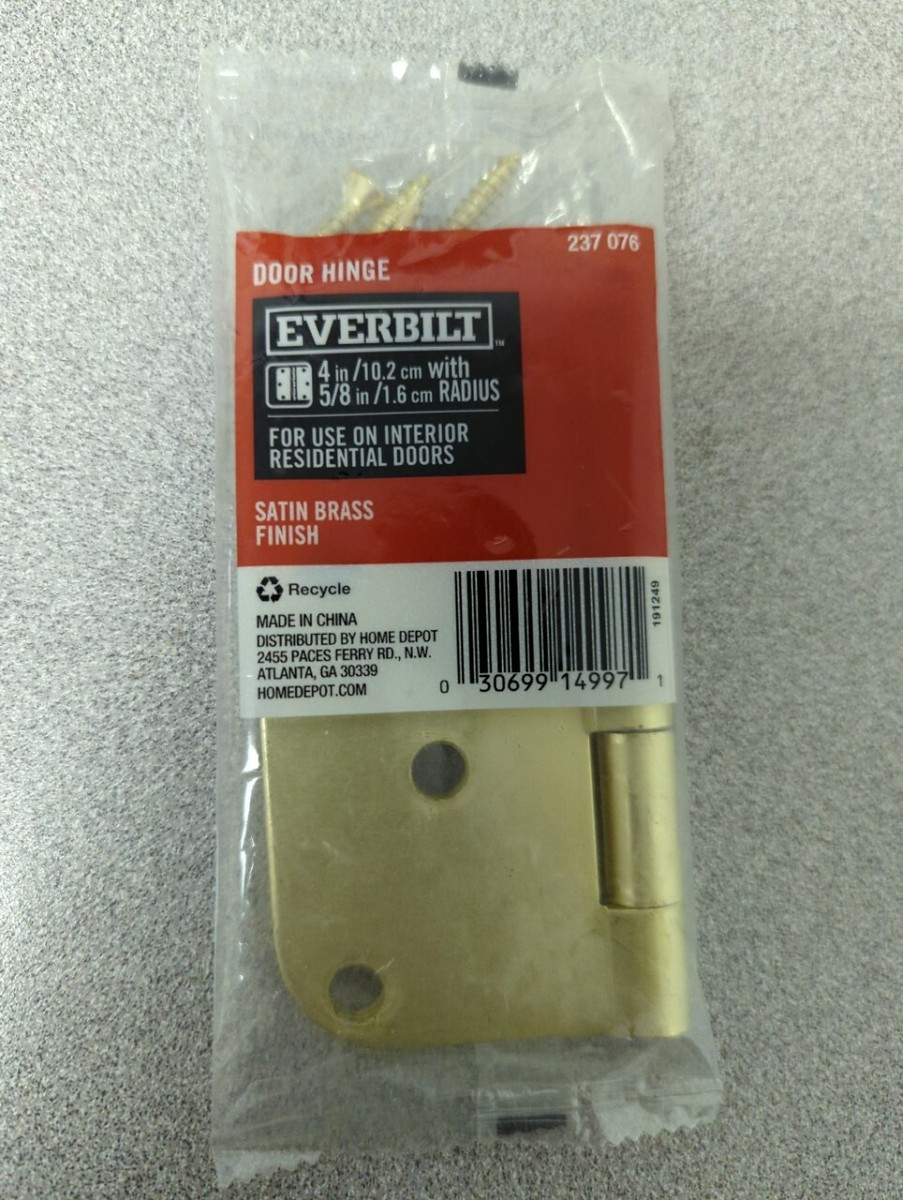 237 076
DOOR HINGE
EVERBILT™
4 in /10.2 cm with
5/8 in /1.6 cm RADIUS
FOR USE ON INTERIOR
RESIDENTIAL DOORS
SATIN BRASS
FINISH
Recycle
MADE IN CHINA
DISTRIBUTED BY HOME DEPOT
2455 PACES FERRY RD., N.W.
ATLANTA, GA 30339
HOMEDEPOT.COM
0 30699 14997 1
191249